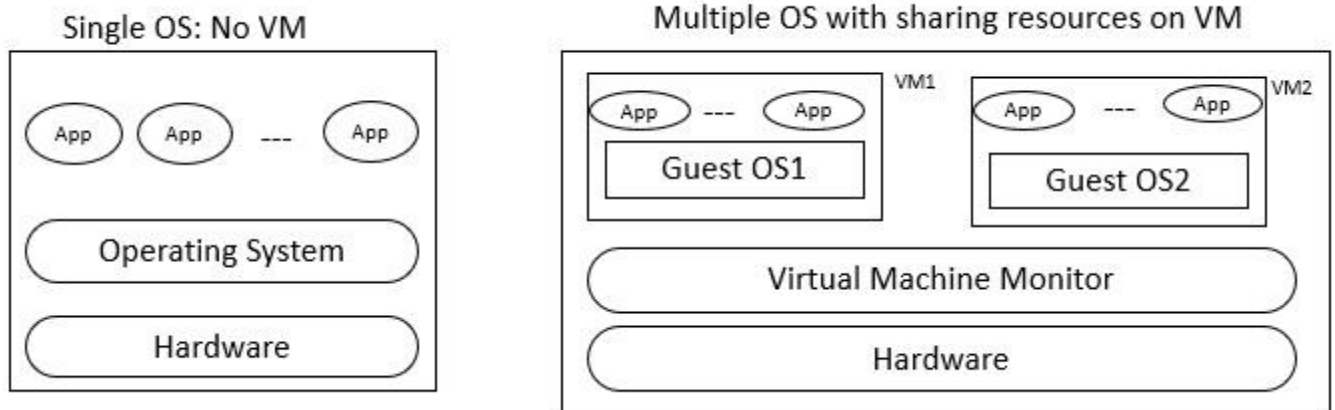 Single OS: No VM
App App --- App
Operating System
Hardware
Multiple OS with sharing resources on VM
VM1
App --- App
Guest OS1
VM2
App --- App
Guest OS2
Virtual Machine Monitor
Hardware